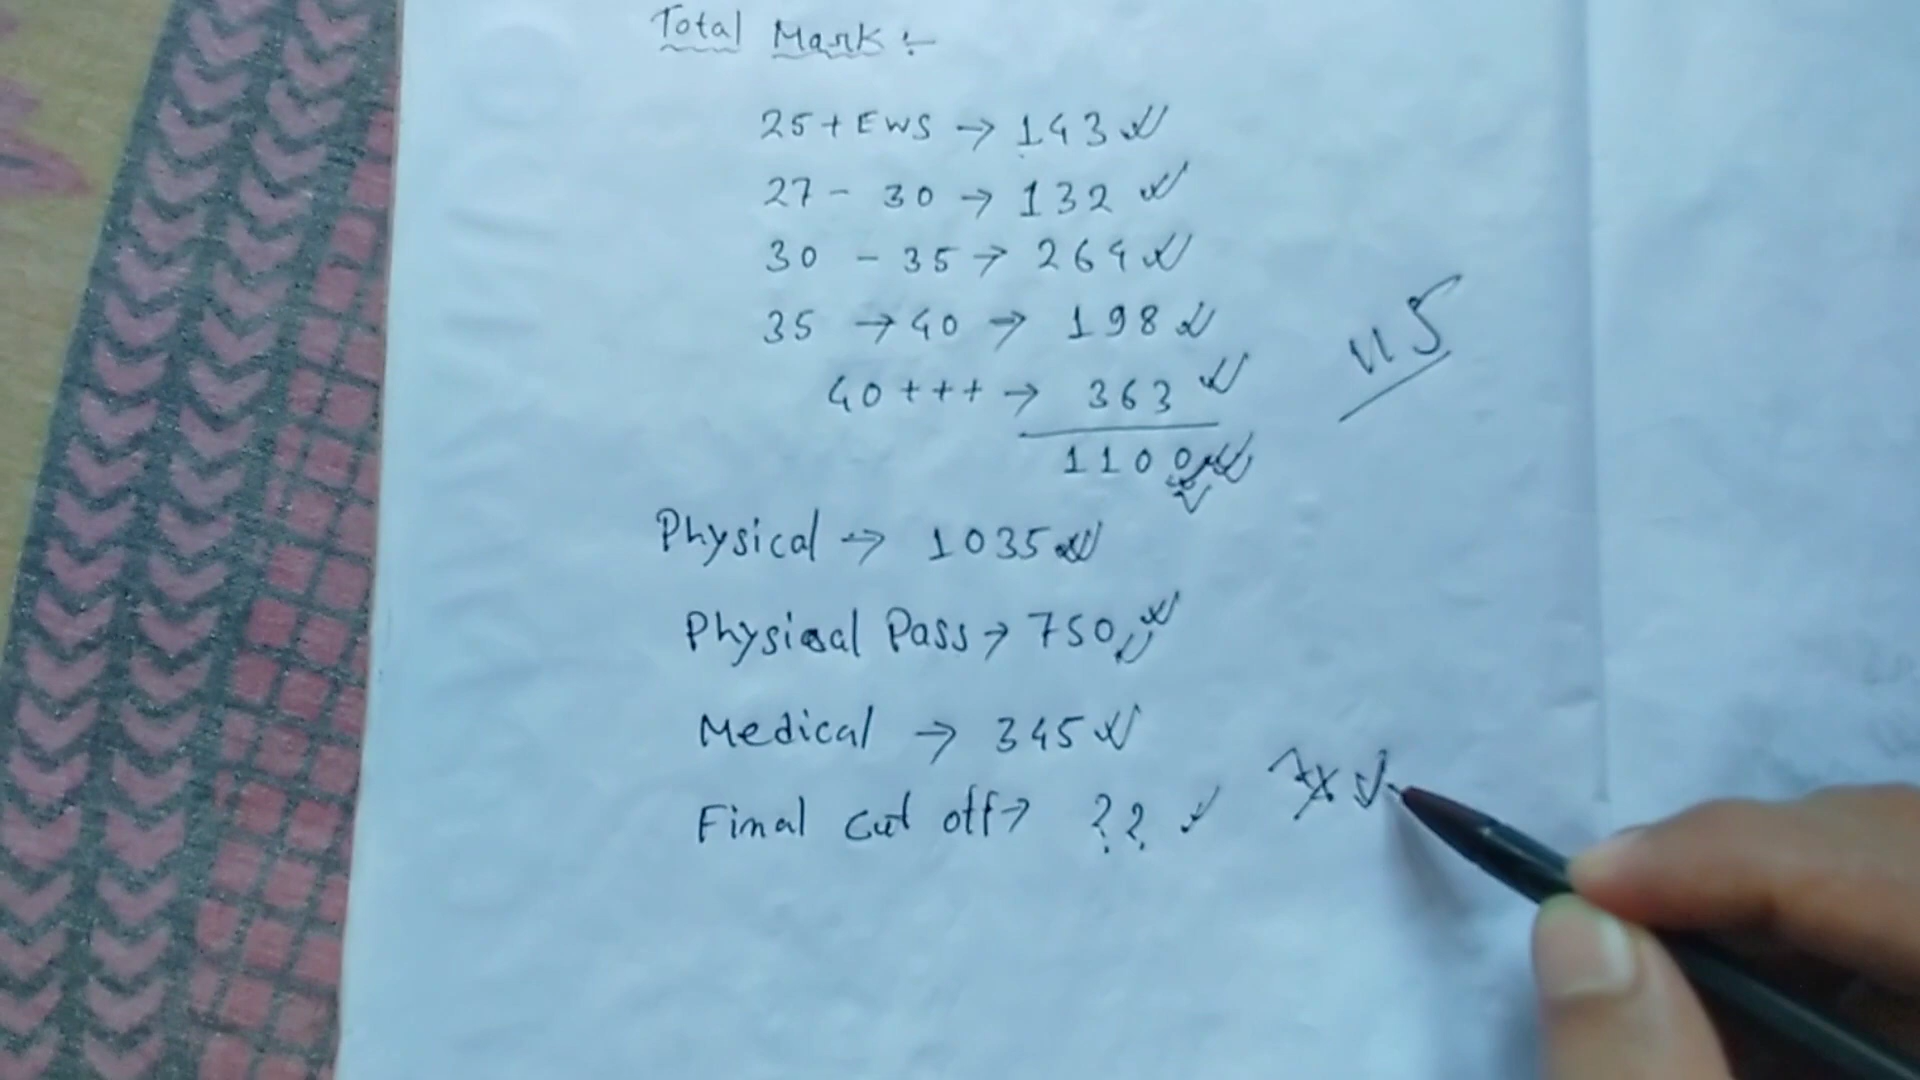 Total Mark :-
25 + EWS → 143
27 - 30 → 132
30 - 35 → 264
35 → 40 → 198
40 + + + → 363
1100
Physical → 1035
Physical Pass → 750
Medical → 345
Final cut off → ??